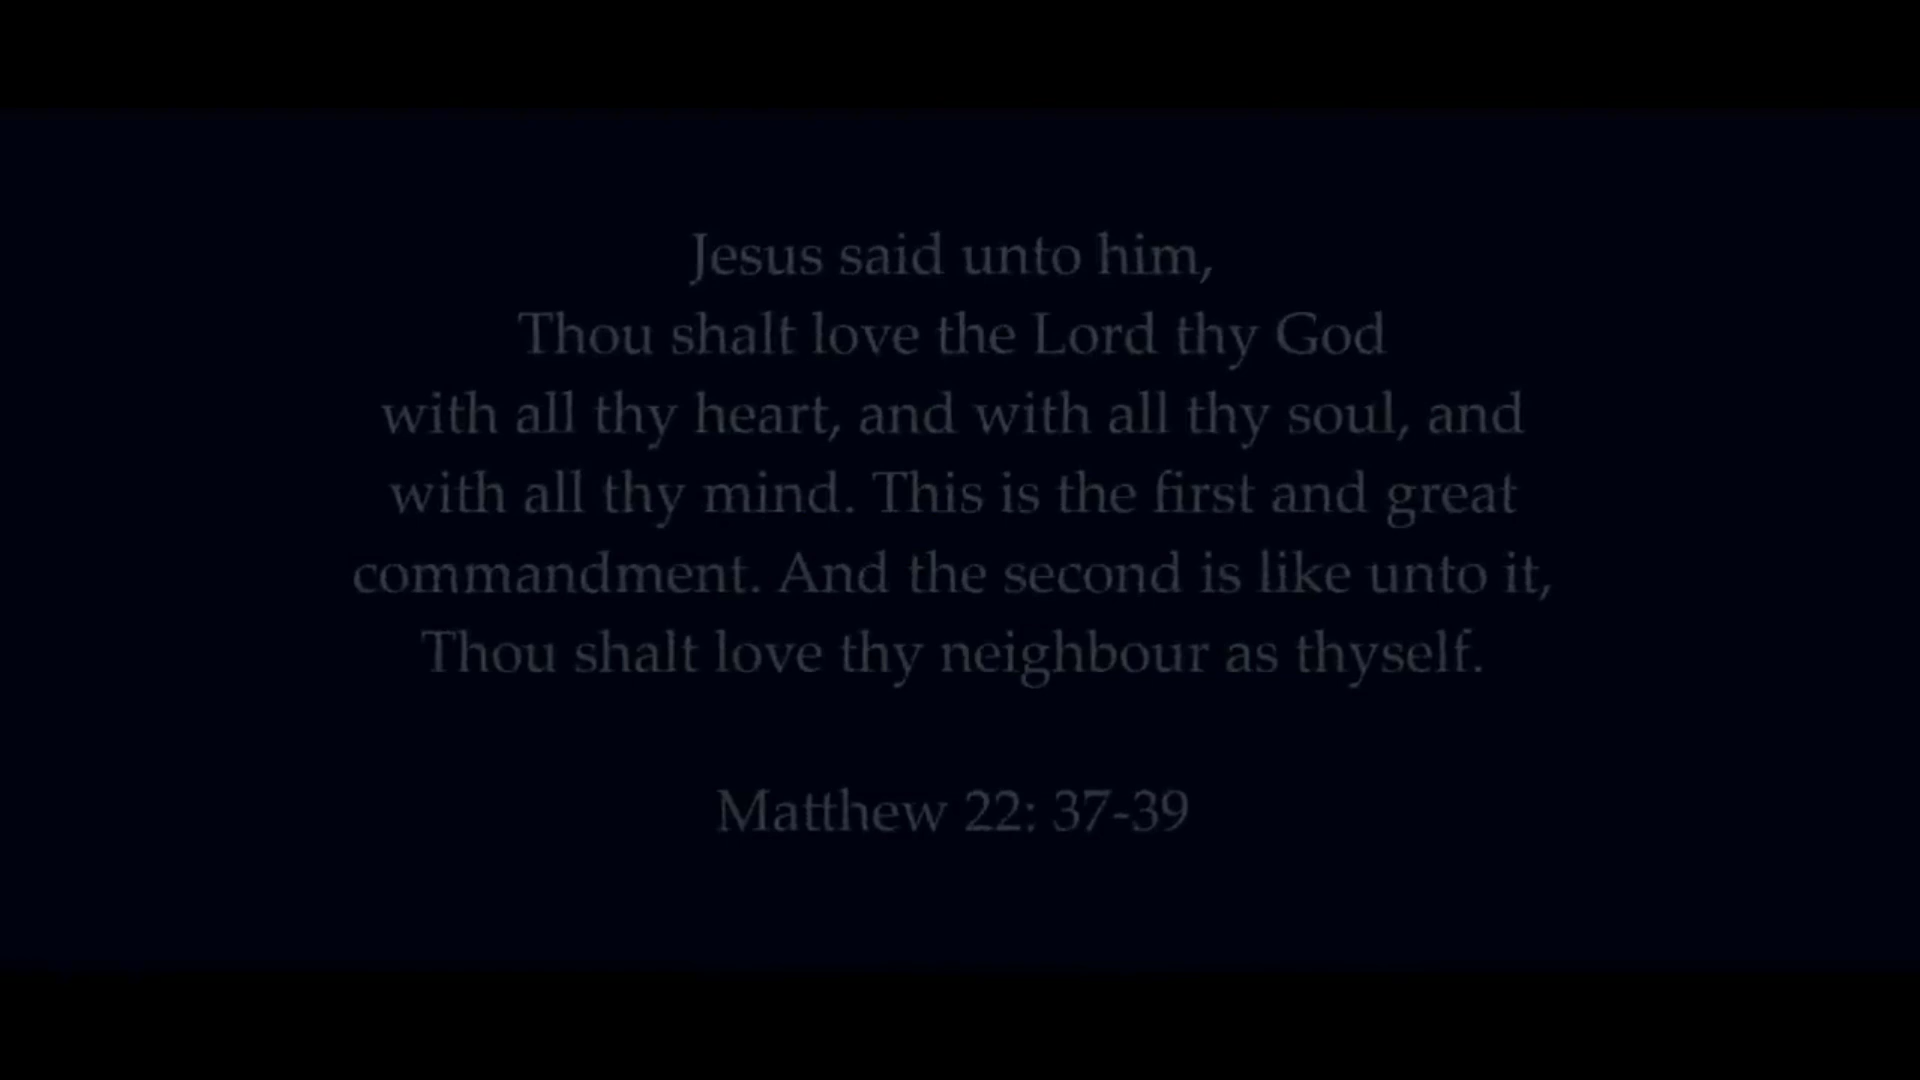 Jesus said unto him,
Thou shalt love the Lord thy God
with all thy heart, and with all thy soul, and
with all thy mind. This is the first and great
commandment. And the second is like unto it,
Thou shalt love thy neighbour as thyself.
Matthew 22: 37-39